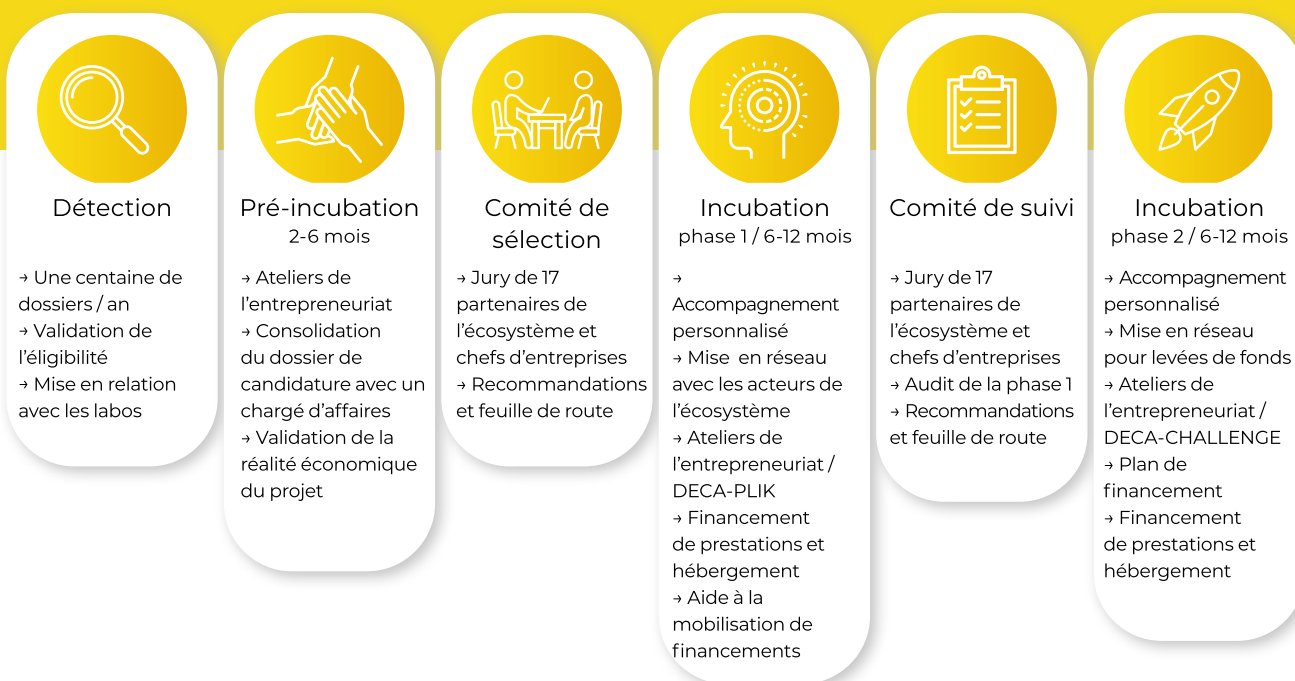 Détection
→ Une centaine de
dossiers / an
→ Validation de
l'éligibilité
→ Mise en relation
avec les labos
Pré-incubation
2-6 mois
→ Ateliers de
l'entrepreneuriat
→ Consolidation
du dossier de
candidature avec un
chargé d'affaires
→ Validation de la
réalité économique
du projet
Comité de
sélection
→ Jury de 17
partenaires de
l'écosystème et
chefs d'entreprises
→ Recommandations
et feuille de route
Incubation
phase 1 / 6-12 mois
→
Accompagnement
personnalisé
→ Mise en réseau
avec les acteurs de
l'écosystème
→ Ateliers de
l'entrepreneuriat /
DECA-PLIK
→ Financement
de prestations et
hébergement
→ Aide à la
mobilisation de
financements
Comité de suivi
→ Jury de 17
partenaires de
l'écosystème et
chefs d'entreprises
→ Audit de la phase 1
→ Recommandations
et feuille de route
Incubation
phase 2 / 6-12 mois
→ Accompagnement
personnalisé
→ Mise en réseau
pour levées de fonds
→ Ateliers de
l'entrepreneuriat /
DECA-CHALLENGE
→ Plan de
financement
→ Financement
de prestations et
hébergement